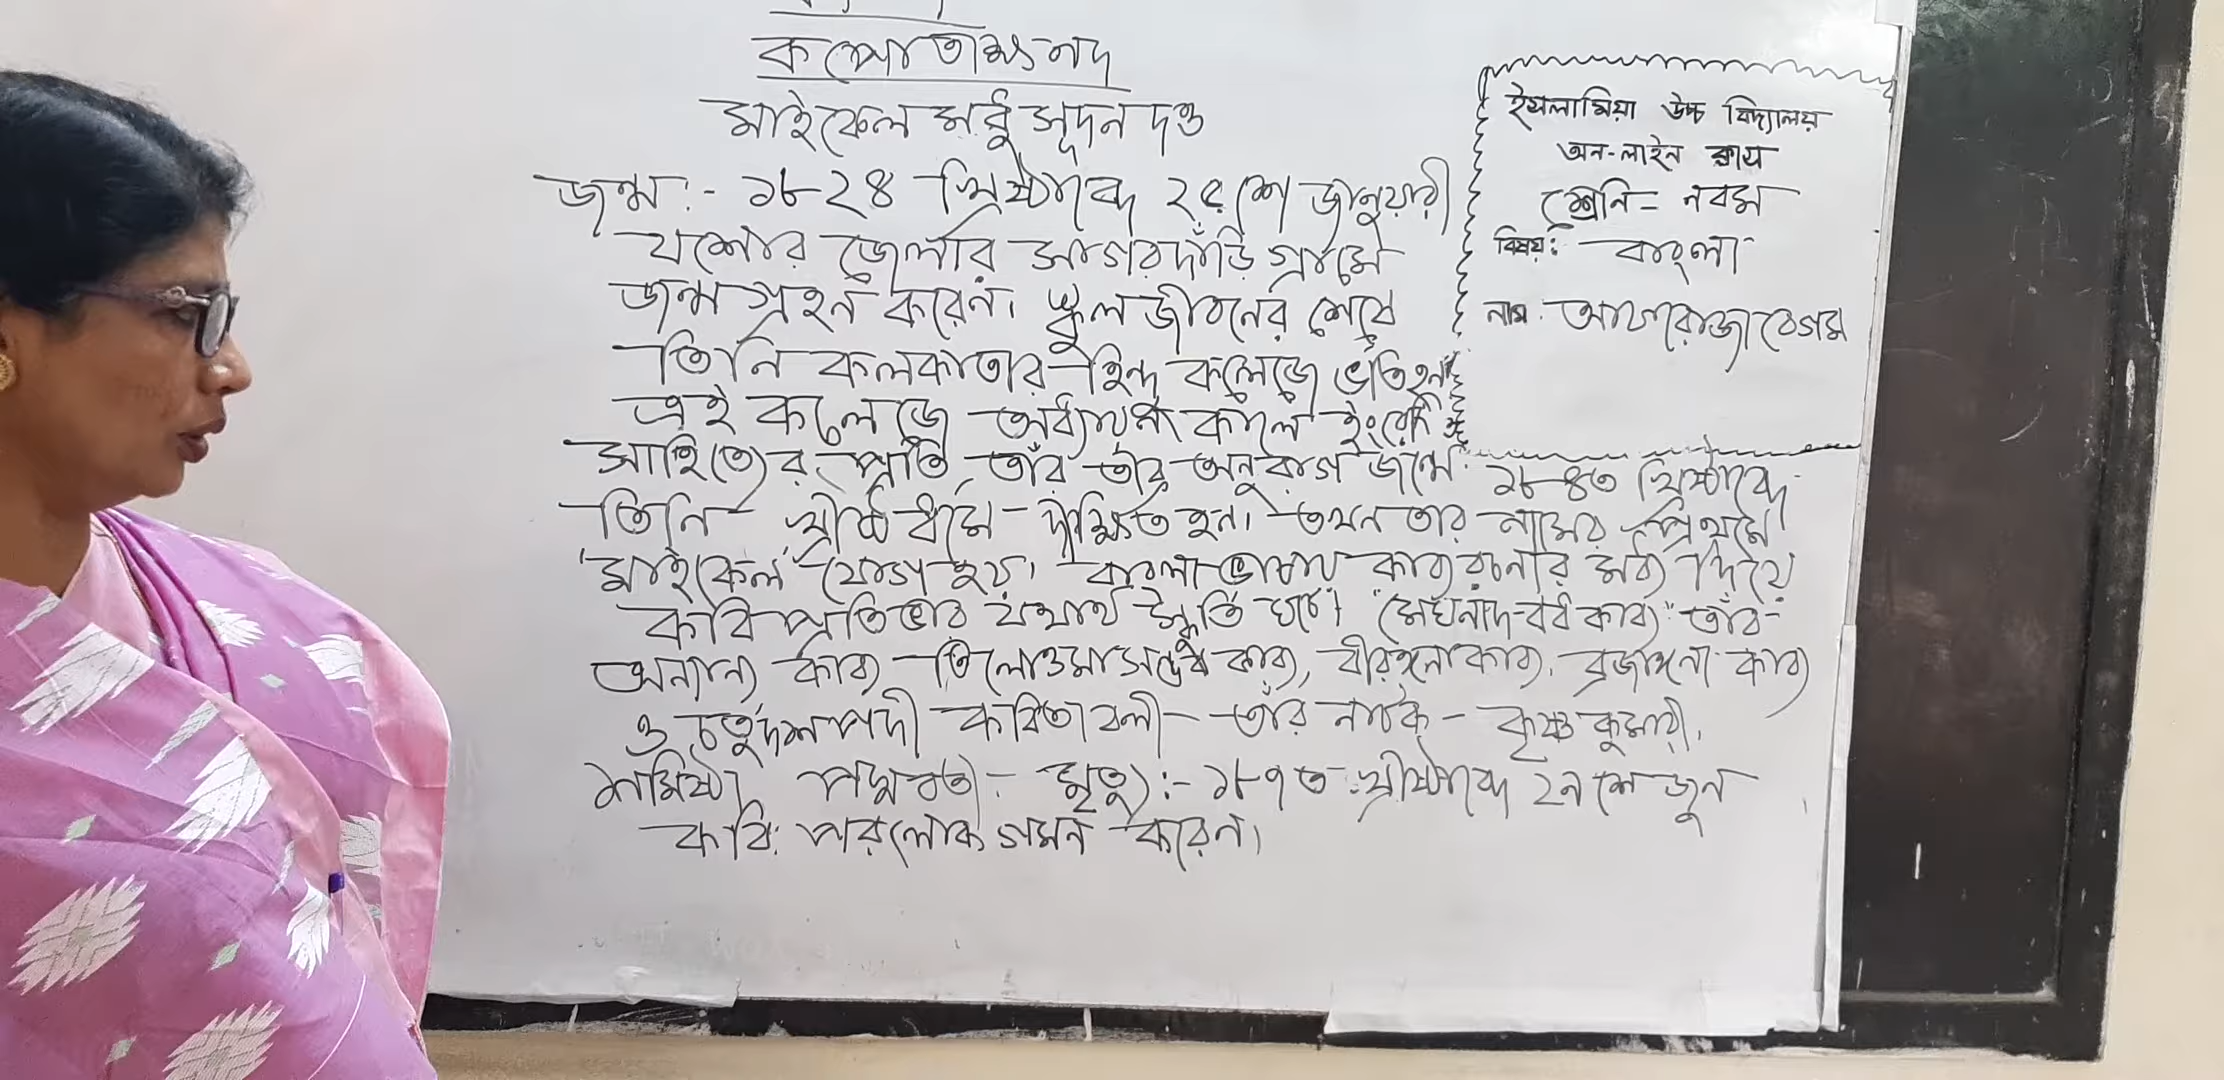 কপোতাক্ষ নদ
মাইকেল মধুসূদন দত্ত
জন্ম:- ১৮২৪ খ্রিষ্টাব্দে ২৫ শে জানুয়ারী
যশোর জেলার সাগরদাঁড়ি গ্রামে
জন্ম গ্রহন করেন। স্কুল জীবনের শেষে
তিনি কলকাতার হিন্দু কলেজে ভর্তি হন
এই কলেজে অধ্যয়ন কালে ইংরেজি
সাহিত্যের প্রতি তাঁর তীব্র অনুরাগ জন্মে। ১৮৪৩ খ্রিষ্টাব্দে
তিনি খ্রীষ্ট ধর্মে দীক্ষিত হন। তখন তার নামের প্রথমে
'মাইকেল' যোগ হয়। বাংলা ভাষায় কাব্য রচনার মধ্য দিয়ে
কবি প্রতিভার যথার্থ স্ফূর্তি ঘটে। "মেঘনাদ-বধ কাব্য" তাঁর-
অন্যান্য কাব্য তিলোত্তমাসম্ভব কাব্য, বীরঙ্গনা কাব্য, ব্রজাঙ্গনা কাব্য
ও চতুর্দশপদী কবিতাবলী- তাঁর নাটক - কৃষ্ণ কুমারী,
শর্মিষ্ঠা পদ্মাবতী- মৃত্যু:- ১৮৭৩ খ্রীষ্টাব্দে ২৯ শে জুন
কবি পরলোক গমন করেন।
ইসলামিয়া উচ্চ বিদ্যালয়
অন-লাইন ক্লাস
শ্রেনি = নবম
বিষয়: বাংলা
নাম: আফরোজা বেগম